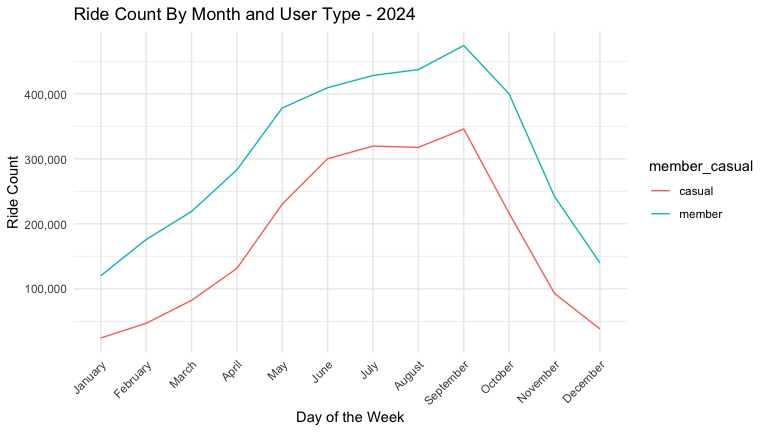 Ride Count By Month and User Type - 2024
Ride Count
400,000
300,000
200,000
100,000
January
February
March
April
May
June
July
August
September
October
November
December
Day of the Week
member_casual
casual
member